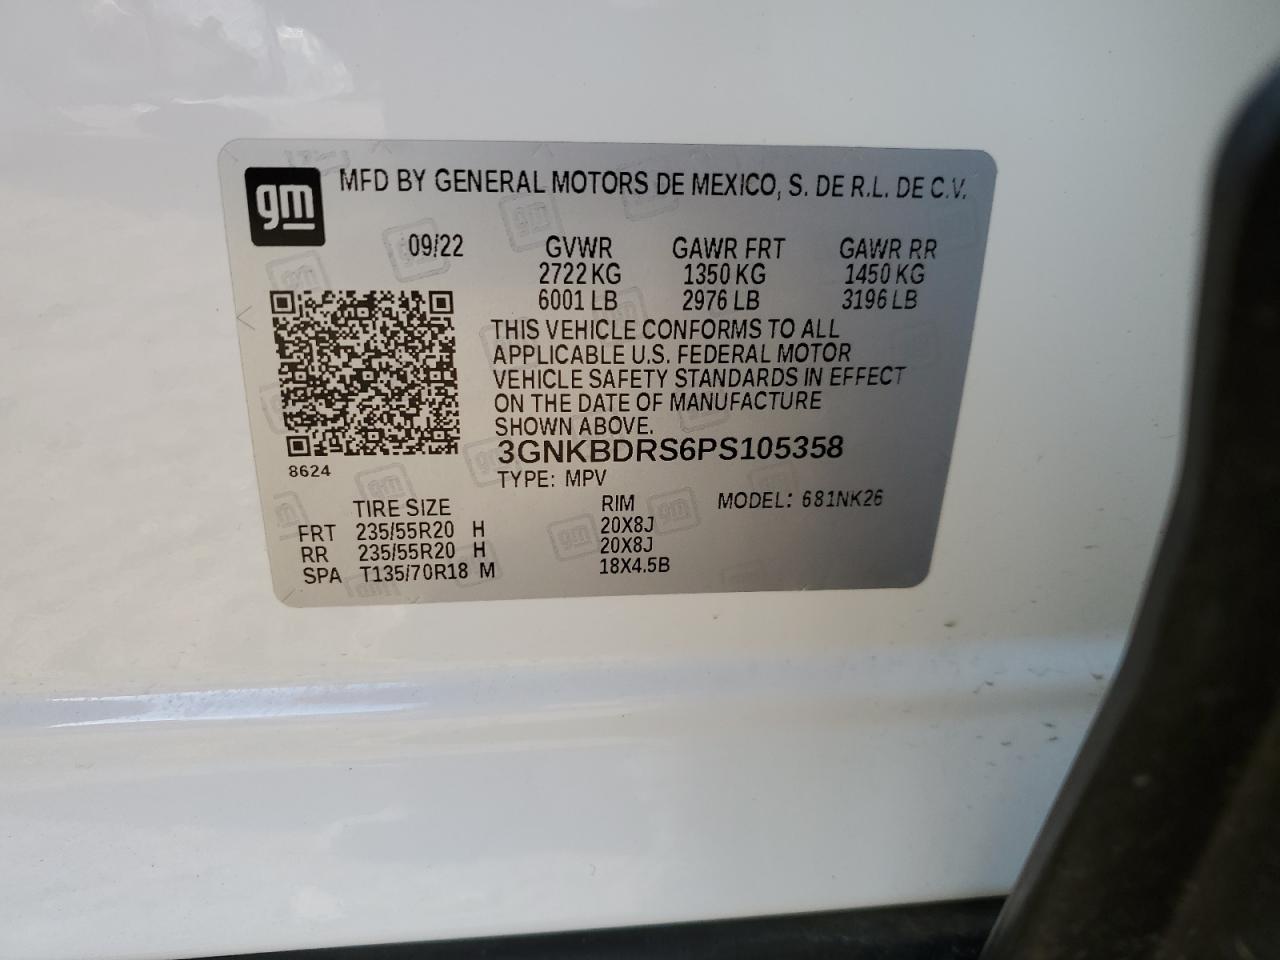 gm
MFD BY GENERAL MOTORS DE MEXICO, S. DE R.L. DE C.V.
09/22 GVWR GAWR FRT GAWR RR
2722 KG 1350 KG 1450 KG
6001 LB 2976 LB 3196 LB
THIS VEHICLE CONFORMS TO ALL
APPLICABLE U.S. FEDERAL MOTOR
VEHICLE SAFETY STANDARDS IN EFFECT
ON THE DATE OF MANUFACTURE
SHOWN ABOVE.
3GNKBDRS6PS105358
8624
TYPE: MPV
TIRE SIZE RIM MODEL: 681NK26
FRT 235/55R20 H 20X8J
RR 235/55R20 H 20X8J
SPA T135/70R18 M 18X4.5B